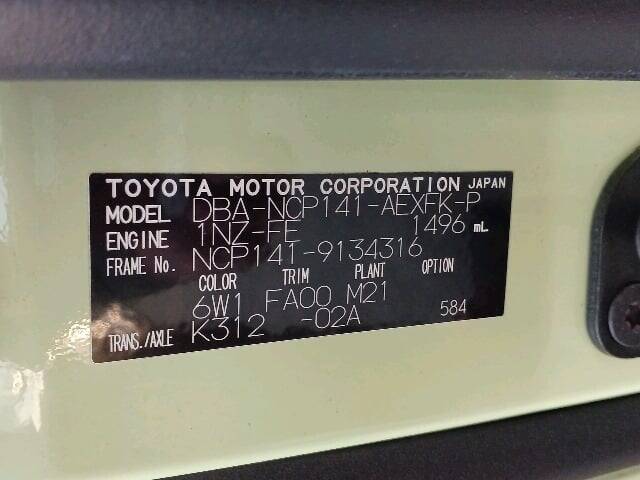 TOYOTA MOTOR CORPORATION JAPAN
MODEL DBA-NCP141-AEXFK-P
ENGINE 1NZ-FE 1496 mL
FRAME No. NCP141-9134316
COLOR TRIM PLANT OPTION
6W1 FA00 M21 584
TRANS./AXLE K312 -02A